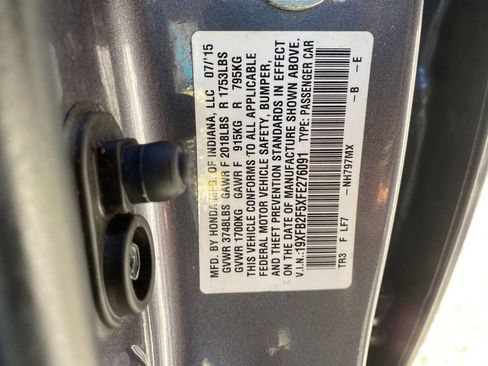 MFD. BY HONDA MFG. OF INDIANA, LLC 07/15
GVWR 3748LBS GAWR F 2018LBS R 1753LBS
GVWR 1700KG GAWR F 915KG R 795KG
THIS VEHICLE CONFORMS TO ALL APPLICABLE
FEDERAL MOTOR VEHICLE SAFETY, BUMPER,
AND THEFT PREVENTION STANDARDS IN EFFECT
ON THE DATE OF MANUFACTURE SHOWN ABOVE.
V.I.N.: 19XFB2F5XFE276091 TYPE: PASSENGER CAR
TR3 F LF7 -NH797MX -B -E